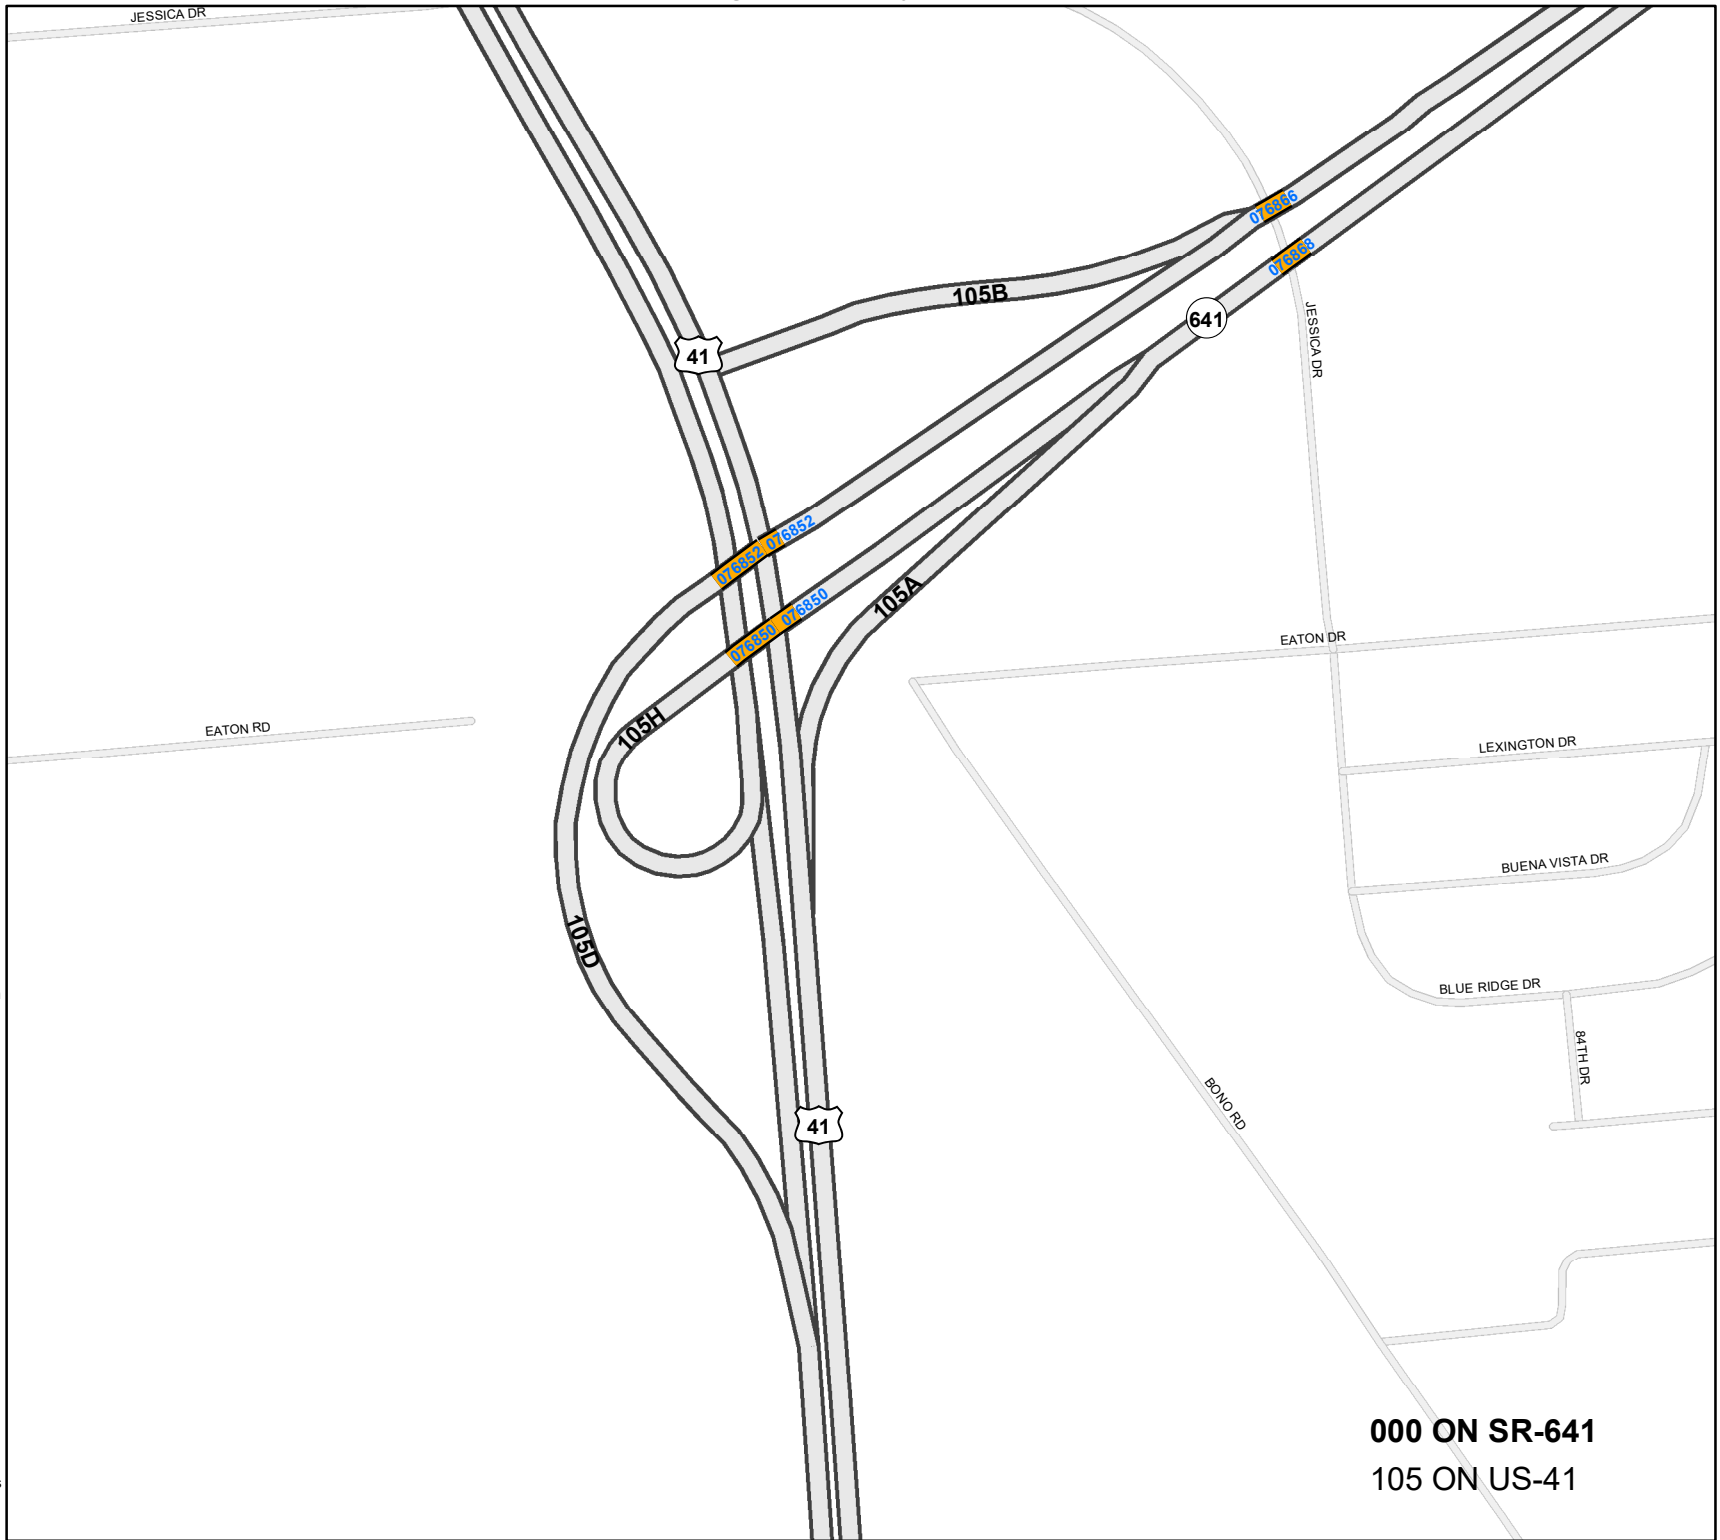 JESSICA DR
076866
076868
105B
641
JESSICA DR
41
076852
076852
105A
076850
076850
EATON DR
105H
EATON RD
LEXINGTON DR
BUENA VISTA DR
105D
BLUE RIDGE DR
84TH DR
BONO RD
41
000 ON SR-641
105 ON US-41